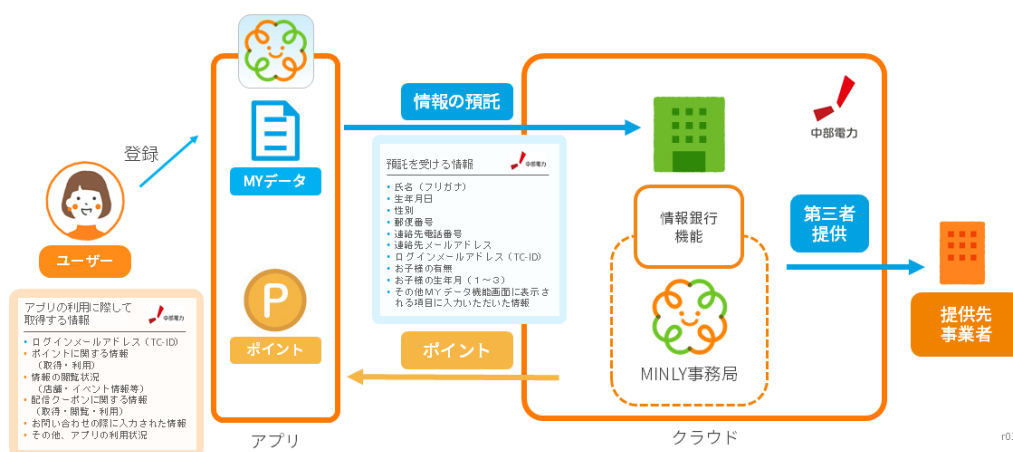 登録
ユーザー
アプリの利用に際して
取得する情報
中部電力
・ログインメールアドレス（TC-ID）
・ポイントに関する情報
（取得・利用）
・情報の閲覧状況
（店舗・イベント情報等）
・配信クーポンに関する情報
（取得・閲覧・利用）
・お問い合わせの際に入力された情報
・その他、アプリの利用状況
MYデータ
P
ポイント
アプリ
情報の預託
預託を受ける情報
中部電力
・氏名（フリガナ）
・生年月日
・性別
・郵便番号
・連絡先電話番号
・連絡先メールアドレス
・ログインメールアドレス（TC-ID）
・お子様の有無
・お子様の生年月（１～３）
・その他ＭＹデータ機能画面に表示さ
れる項目に入力いただいた情報
ポイント
中部電力
情報銀行
機能
MINLY事務局
クラウド
第三者
提供
提供先
事業者